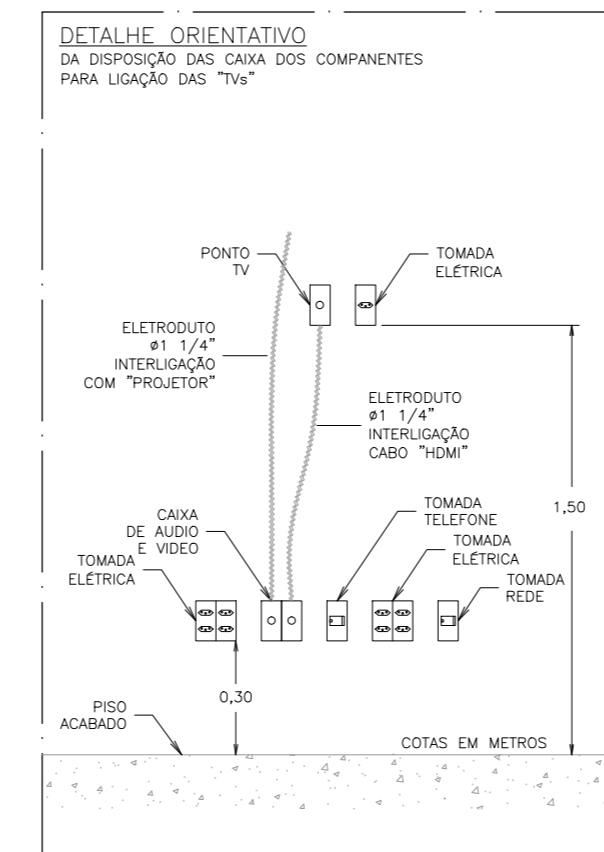 DETALHE ORIENTATIVO
DA DISPOSIÇÃO DAS CAIXA DOS COMPANENTES
PARA LIGAÇÃO DAS "TVs"
PONTO
TV
TOMADA
ELÉTRICA
ELETRODUTO
ø1 1/4"
INTERLIGAÇÃO
COM "PROJETOR"
ELETRODUTO
ø1 1/4"
INTERLIGAÇÃO
CABO "HDMI"
1,50
CAIXA
DE AUDIO
E VIDEO
TOMADA
TELEFONE
TOMADA
ELÉTRICA
TOMADA
ELÉTRICA
TOMADA
REDE
0,30
PISO
ACABADO
COTAS EM METROS